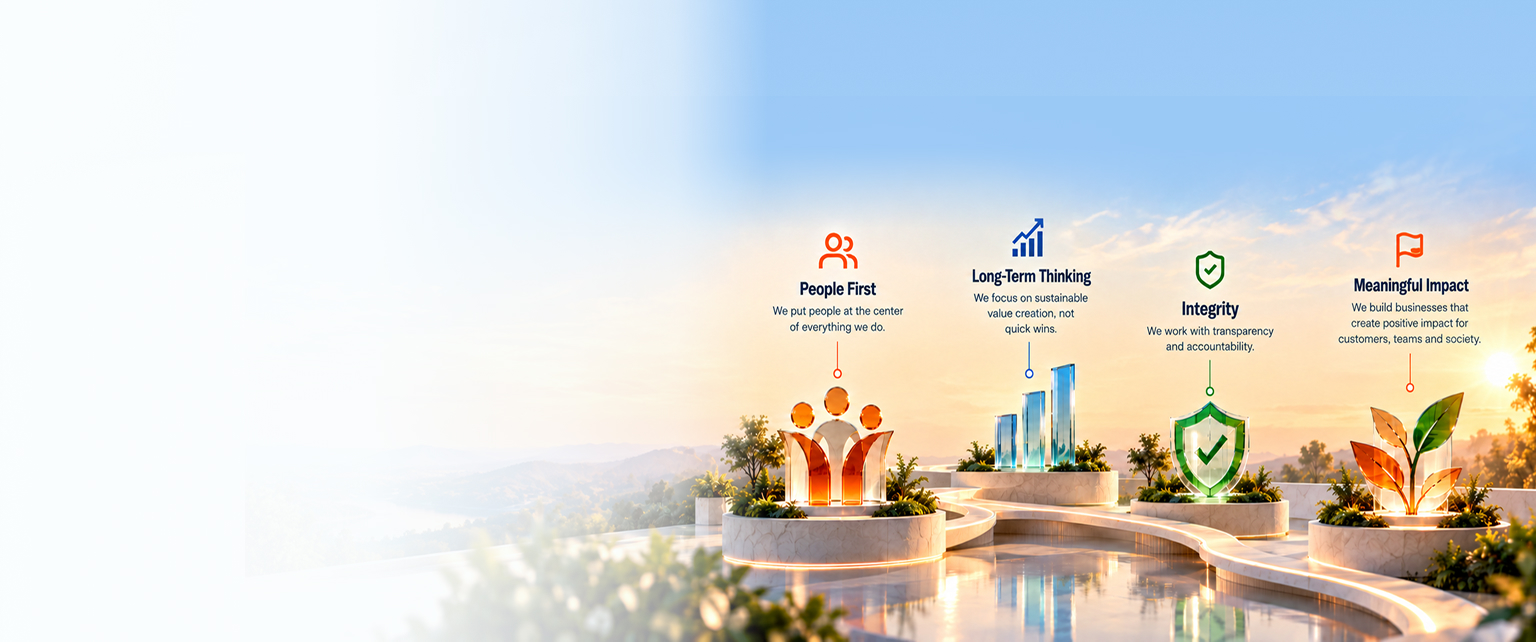 People First
We put people at the center
of everything we do.
Long-Term Thinking
We focus on sustainable
value creation, not
quick wins.
Integrity
We work with transparency
and accountability.
Meaningful Impact
We build businesses that
create positive impact for
customers, teams and society.